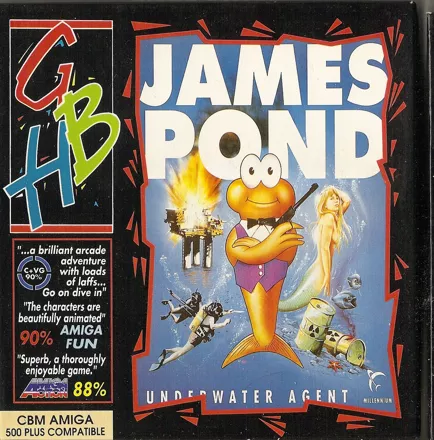 GBH
JAMES
POND
"...a brilliant arcade
adventure
with loads
of laffs...
Go on dive in"
C+VG
90%
"The characters are
beautifully animated"
90% AMIGA
FUN
"Superb, a thoroughly
enjoyable game."
AMIGA
ACTION
88%
UNDERWATER AGENT
MILLENNIUM
CBM AMIGA
500 PLUS COMPATIBLE